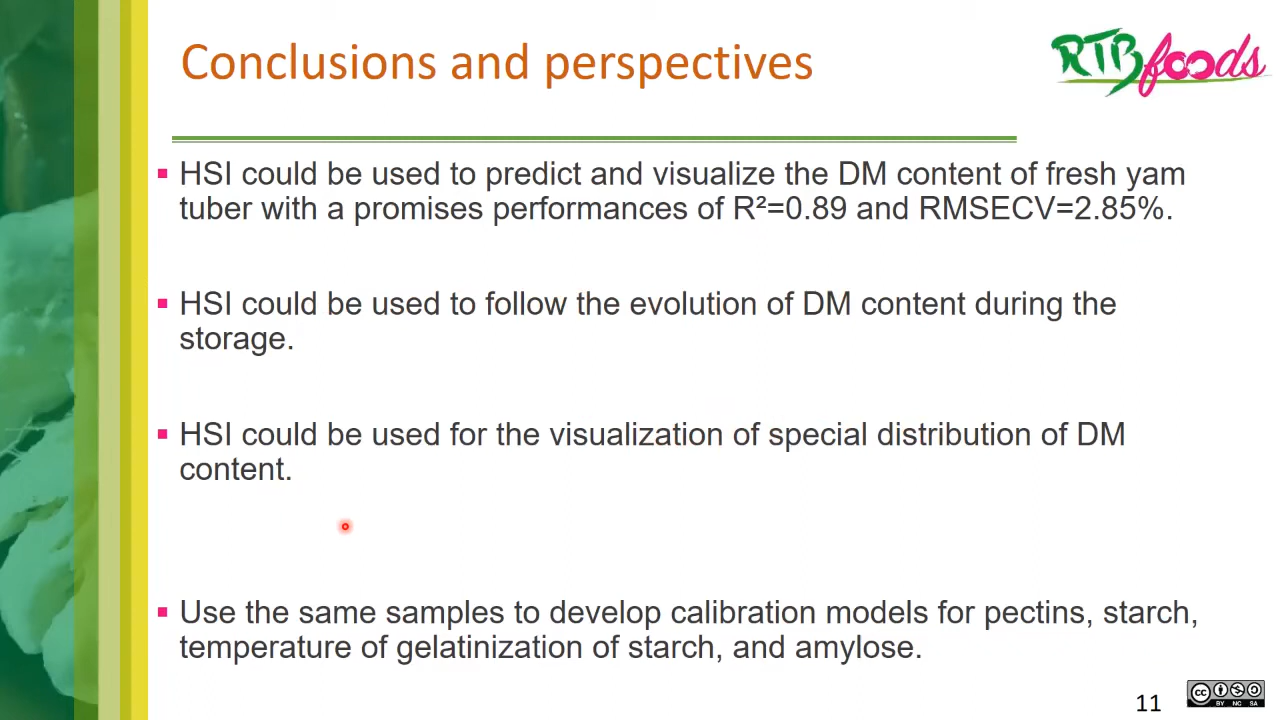 Conclusions and perspectives
RTBfoods
HSI could be used to predict and visualize the DM content of fresh yam
tuber with a promises performances of R²=0.89 and RMSECV=2.85%.
HSI could be used to follow the evolution of DM content during the
storage.
HSI could be used for the visualization of special distribution of DM
content.
Use the same samples to develop calibration models for pectins, starch,
temperature of gelatinization of starch, and amylose.
11
cc
BY NC SA